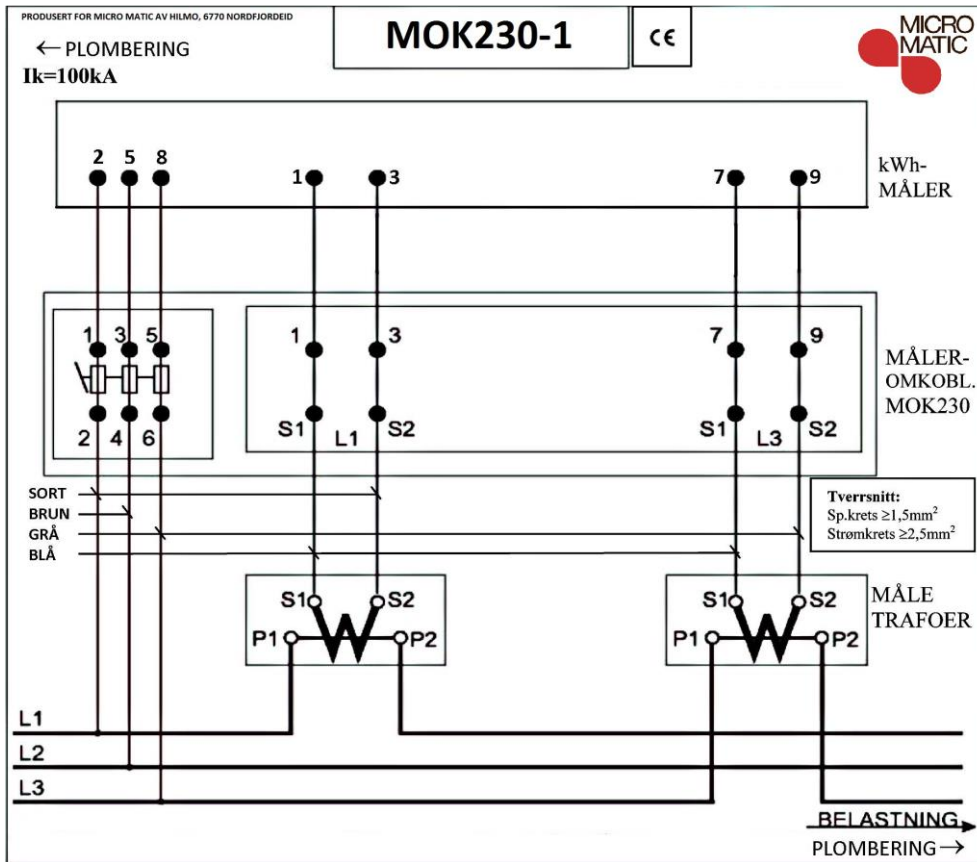 PRODUSERT FOR MICRO MATIC AV HILMO, 6770 NORDFJORDEID
MOK230-1
CE
MICRO
MATIC
← PLOMBERING
Ik=100kA
2 5 8
1 3
7 9
kWh-
MÅLER
1 3 5
1 3
7 9
MÅLER-
OMKOBL.
MOK230
2 4 6
S1 L1 S2
S1 L3 S2
SORT
BRUN
GRÅ
BLÅ
Tverrsnitt:
Sp.krets ≥1,5mm²
Strømkrets ≥2,5mm²
S1 S2
P1 P2
S1 S2
P1 P2
MÅLE
TRAFOER
L1
L2
L3
BELASTNING
PLOMBERING →